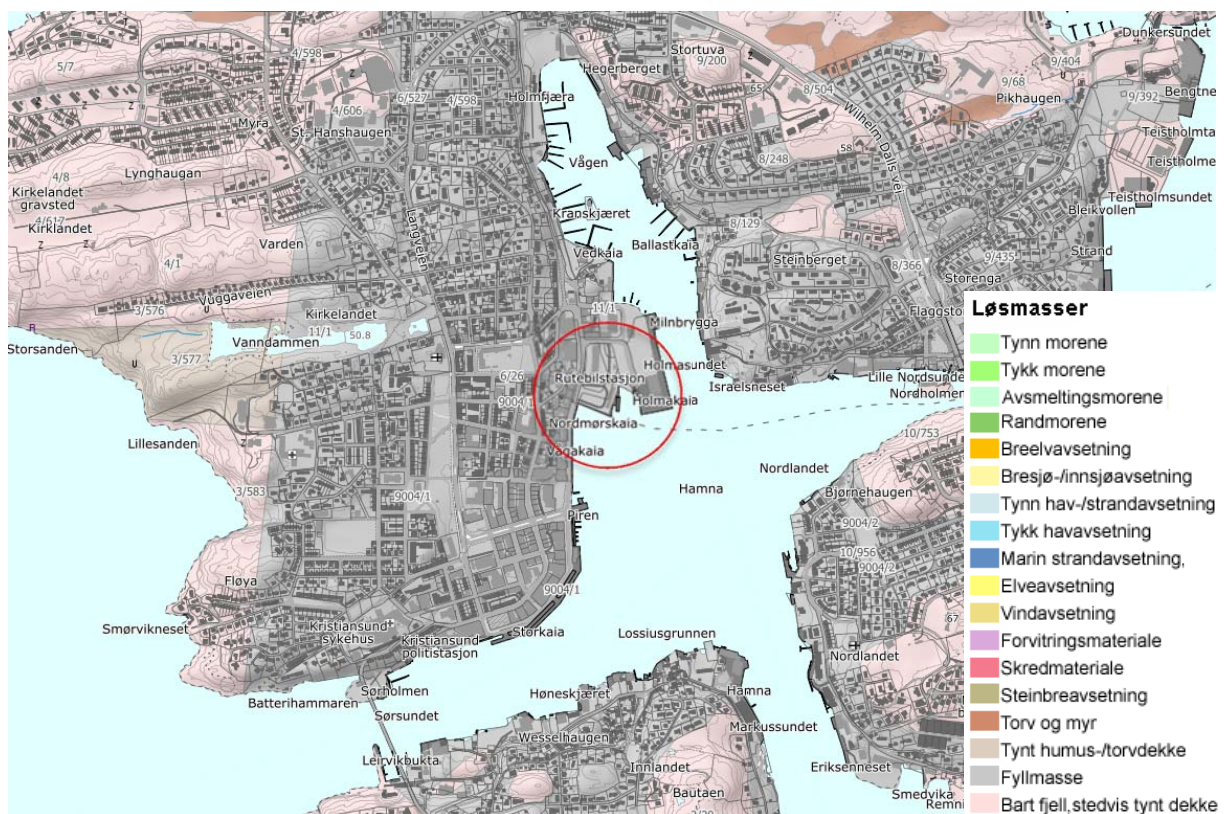 Dunkersundet
Stortuva
9/200
Z
9/404
5/7
4/598
Hegerberget
65
8/504
9/68
Z
Pikhaugen
9/392
Bengtne
Z
4/606
6/527
4/598
Holmfjæra
Wilhelm Dalls vei
Myra
St. Hanshaugen
Teistholmta
58
Teistholme
Lynghaugan
Vågen
8/248
4/8
Kirkelandet
gravsted
4/617
Kirklandet
Z
Z
Langveien
Kranskjæret
Teistholmsundet
Bleikvollen
8/129
Varden
Ballastkaia
Vedkaia
Steinberget
Strand
4/1
8/366
9/435
Storenga
Vuggaveien
3/576
U
11/1
Kirkelandet
Milnbrygga
Flaggsto
R
Storsanden
11/1
50.8
Vanndammen
3/577
U
Holmasundet
6/26
Rutebilstasjon
Israelsneset
Lille Nordsunde
Nordholmen
9004/1
Holmakaia
Nordmørskaia
Lillesanden
Vågakaia
10/753
Nordlandet
3/583
9004/1
Hamna
Bjørnehaugen
Piren
9004/2
10/956
9004/2
Fløya
9004/1
Smørvikneset
Kristiansund
sykehus
Kristiansund
politistasjon
Storkaia
Lossiusgrunnen
67
Nordlandet
Batterihammaren
Sørholmen
Høneskjæret
Hamna
Sørsundet
Markussundet
Wesselhaugen
Leirvikbukta
Innlandet
Eriksenneset
Bautaen
Smedvika
Remni
Løsmasser
Tynn morene
Tykk morene
Avsmeltingsmorene
Randmorene
Breelvavsetning
Bresjø-/innsjøavsetning
Tynn hav-/strandavsetning
Tykk havavsetning
Marin strandavsetning,
Elveavsetning
Vindavsetning
Forvitringsmateriale
Skredmateriale
Steinbreavsetning
Torv og myr
Tynt humus-/torvdekke
Fyllmasse
Bart fjell,stedvis tynt dekke